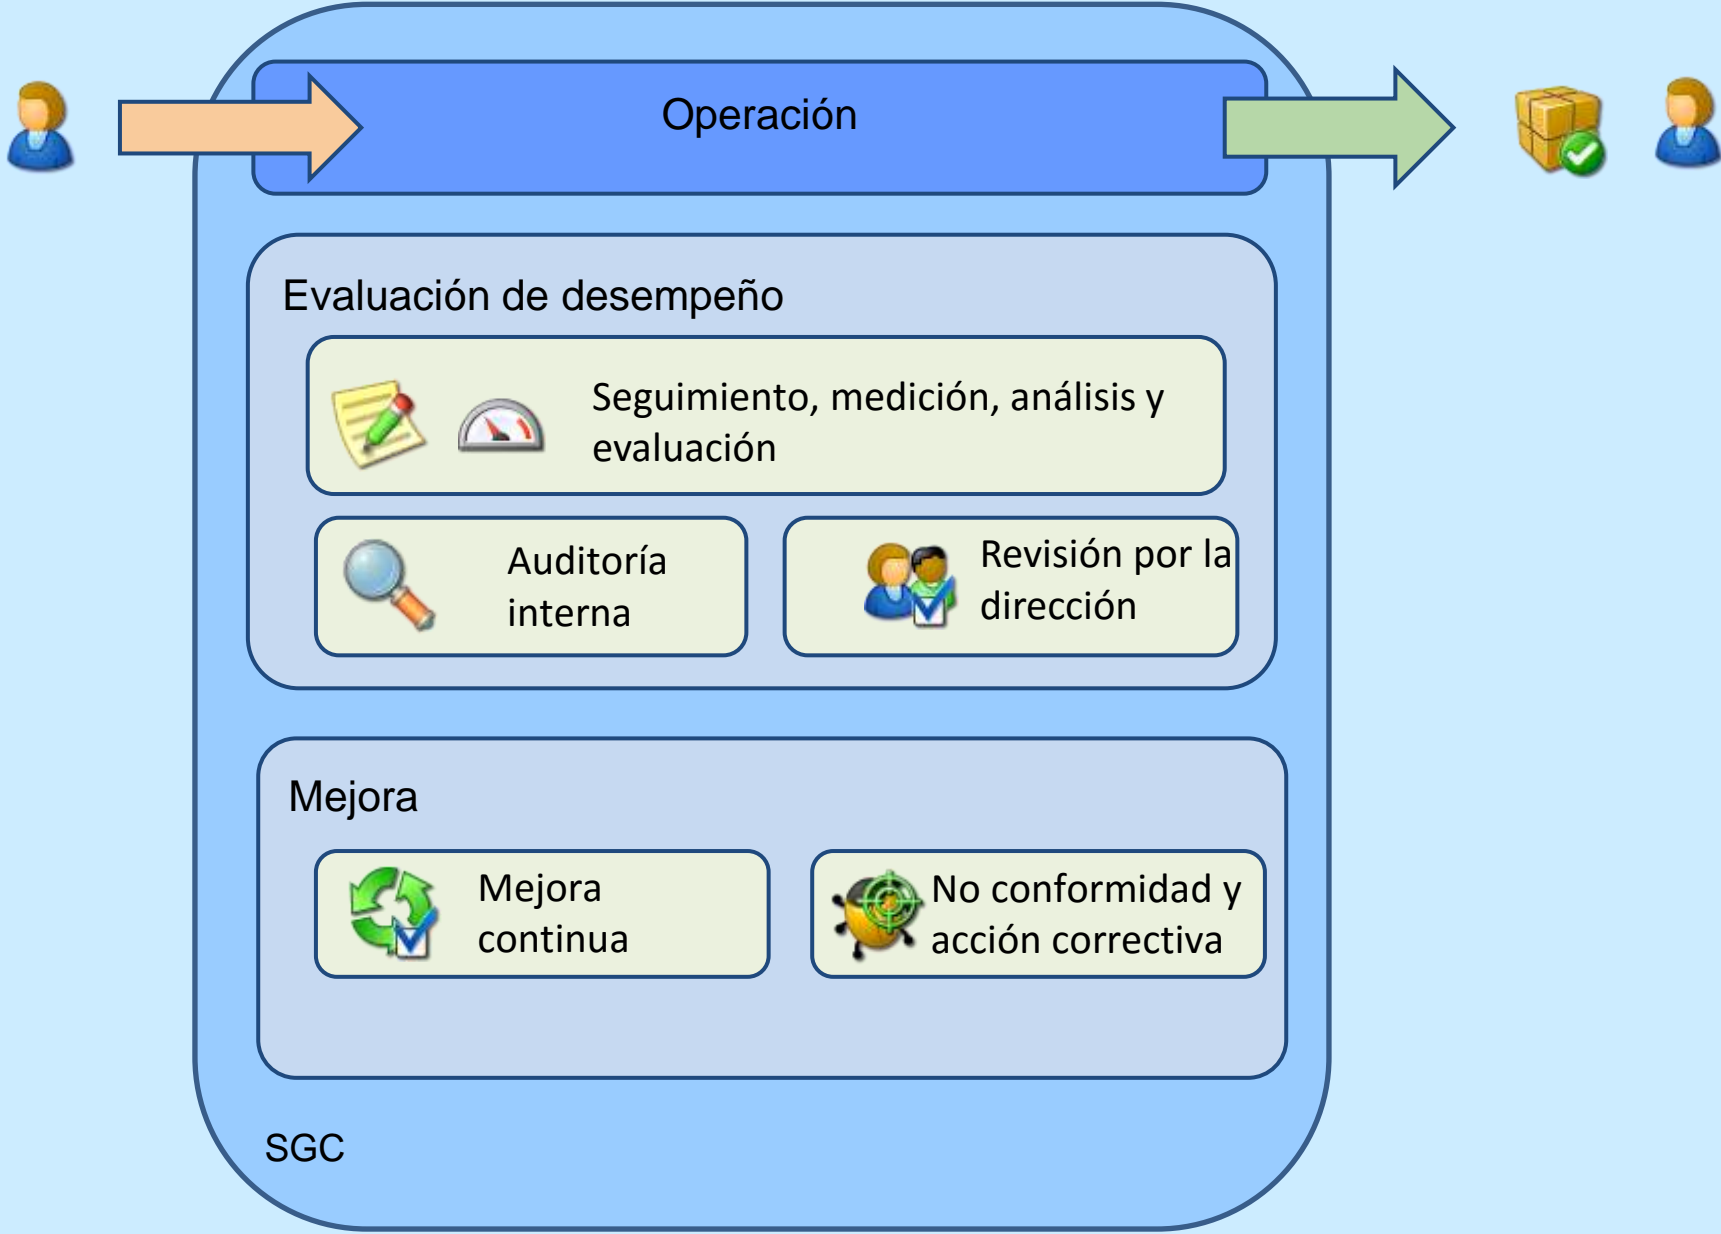 Operación
Evaluación de desempeño
Seguimiento, medición, análisis y
evaluación
Auditoría
interna
Revisión por la
dirección
Mejora
Mejora
continua
No conformidad y
acción correctiva
SGC